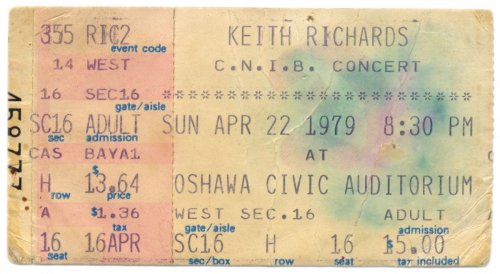 355 RIC2
event code
14 WEST
16 SEC16
gate/aisle
SC16 ADULT
sec admission
CAS BAYA1
$
H 13.64
row price
A $1.36
tax
16 16APR
seat
158777
KEITH RICHARDS
C.N.I.B. CONCERT
************************
SUN APR 22 1979 8:30 PM
AT
OSHAWA CIVIC AUDITORIUM
WEST SEC.16 ADULT
gate/aisle admission
SC16 H 16 $15.00
sec/box row seat tax included